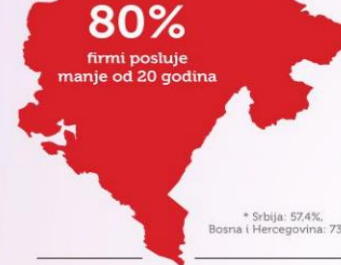 80%
firmi posluje
manje od 20 godina
* Srbija: 57,4%,
Bosna i Hercegovina: 73